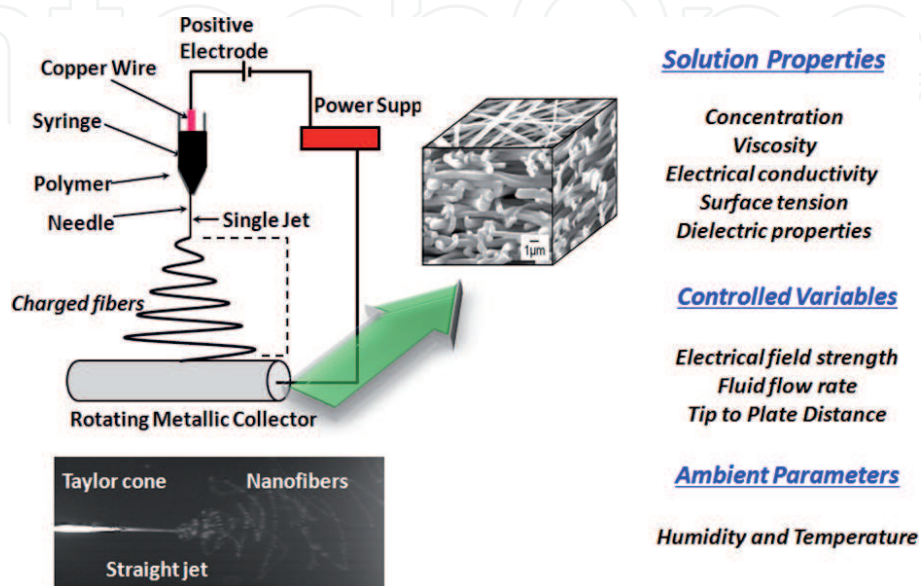 Positive
Electrode
Copper Wire
Power Supp
Syringe
Polymer
Needle
Single Jet
Charged fibers
Rotating Metallic Collector
1μm
Taylor cone
Nanofibers
Straight jet
Solution Properties
Concentration
Viscosity
Electrical conductivity
Surface tension
Dielectric properties
Controlled Variables
Electrical field strength
Fluid flow rate
Tip to Plate Distance
Ambient Parameters
Humidity and Temperature